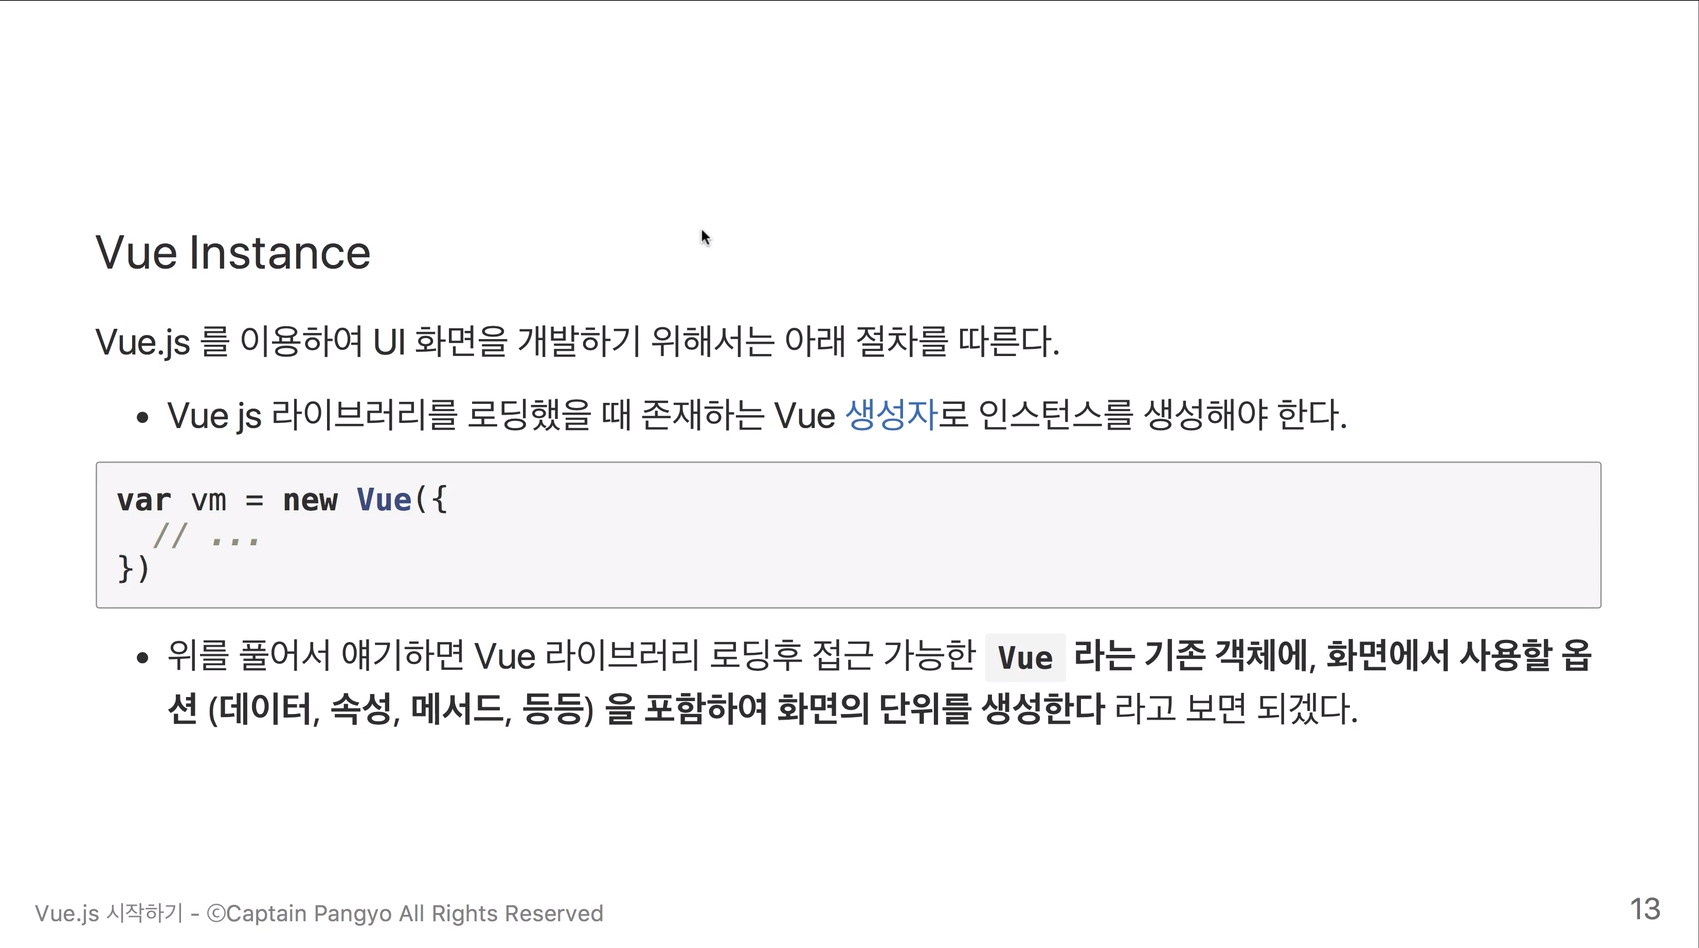 Vue Instance
Vue.js 를 이용하여 UI 화면을 개발하기 위해서는 아래 절차를 따른다.
• Vue js 라이브러리를 로딩했을 때 존재하는 Vue 생성자로 인스턴스를 생성해야 한다.
var vm = new Vue({
  // ...
})
• 위를 풀어서 얘기하면 Vue 라이브러리 로딩후 접근 가능한 Vue 라는 기존 객체에, 화면에서 사용할 옵
션 (데이터, 속성, 메서드, 등등) 을 포함하여 화면의 단위를 생성한다 라고 보면 되겠다.
Vue.js 시작하기 - ©Captain Pangyo All Rights Reserved
13